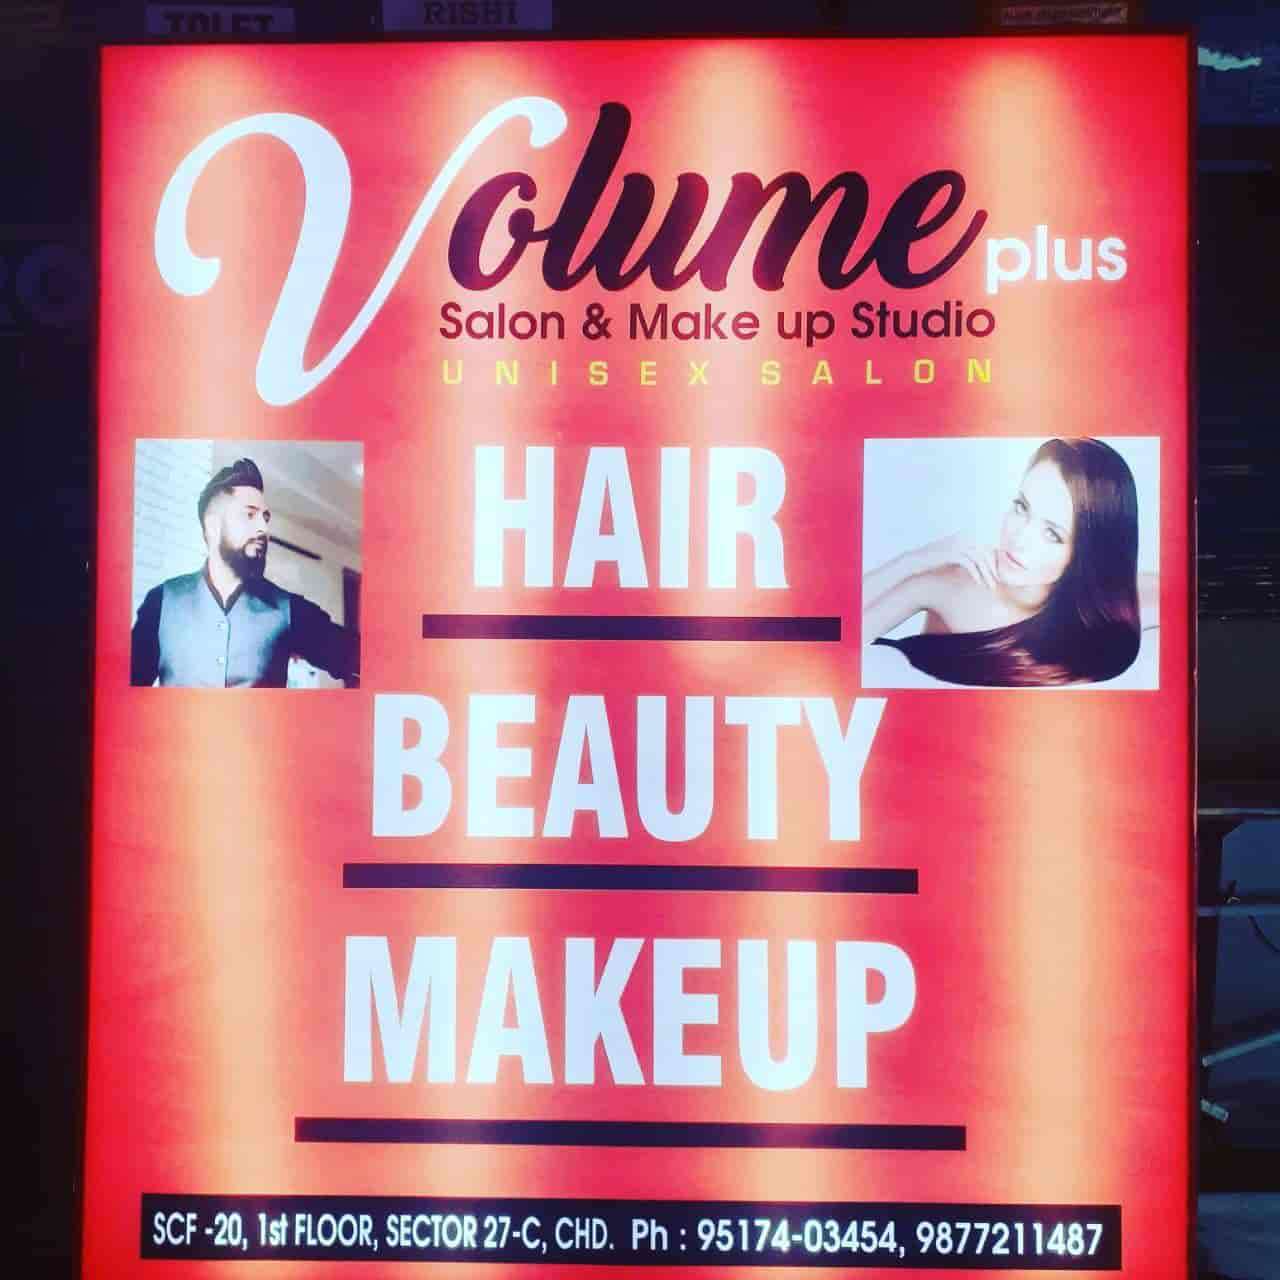 TOLET
RISHI
Volume plus
Salon & Make up Studio
UNISEX SALON
HAIR
BEAUTY
MAKEUP
SCF -20, 1st FLOOR, SECTOR 27-C, CHD. Ph : 95174-03454, 9877211487